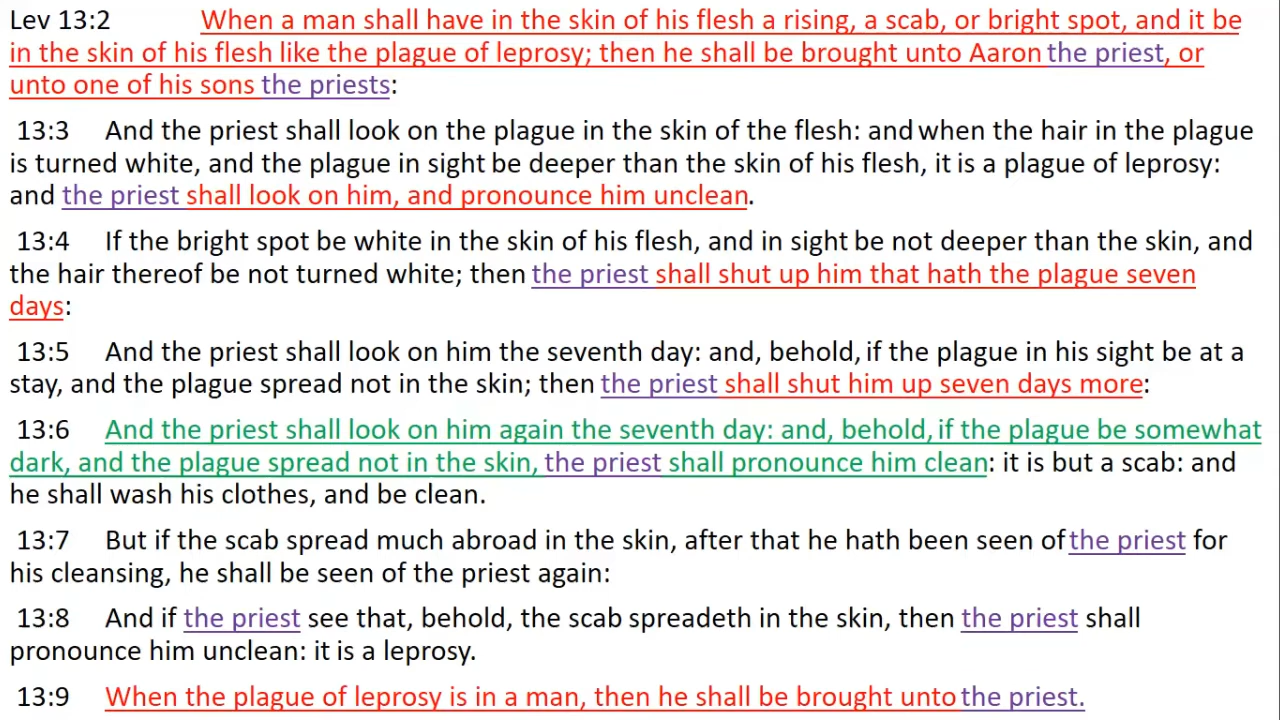 Lev 13:2 When a man shall have in the skin of his flesh a rising, a scab, or bright spot, and it be
in the skin of his flesh like the plague of leprosy; then he shall be brought unto Aaron the priest, or
unto one of his sons the priests:
13:3 And the priest shall look on the plague in the skin of the flesh: and when the hair in the plague
is turned white, and the plague in sight be deeper than the skin of his flesh, it is a plague of leprosy:
and the priest shall look on him, and pronounce him unclean.
13:4 If the bright spot be white in the skin of his flesh, and in sight be not deeper than the skin, and
the hair thereof be not turned white; then the priest shall shut up him that hath the plague seven
days:
13:5 And the priest shall look on him the seventh day: and, behold, if the plague in his sight be at a
stay, and the plague spread not in the skin; then the priest shall shut him up seven days more:
13:6 And the priest shall look on him again the seventh day: and, behold, if the plague be somewhat
dark, and the plague spread not in the skin, the priest shall pronounce him clean: it is but a scab: and
he shall wash his clothes, and be clean.
13:7 But if the scab spread much abroad in the skin, after that he hath been seen of the priest for
his cleansing, he shall be seen of the priest again:
13:8 And if the priest see that, behold, the scab spreadeth in the skin, then the priest shall
pronounce him unclean: it is a leprosy.
13:9 When the plague of leprosy is in a man, then he shall be brought unto the priest.